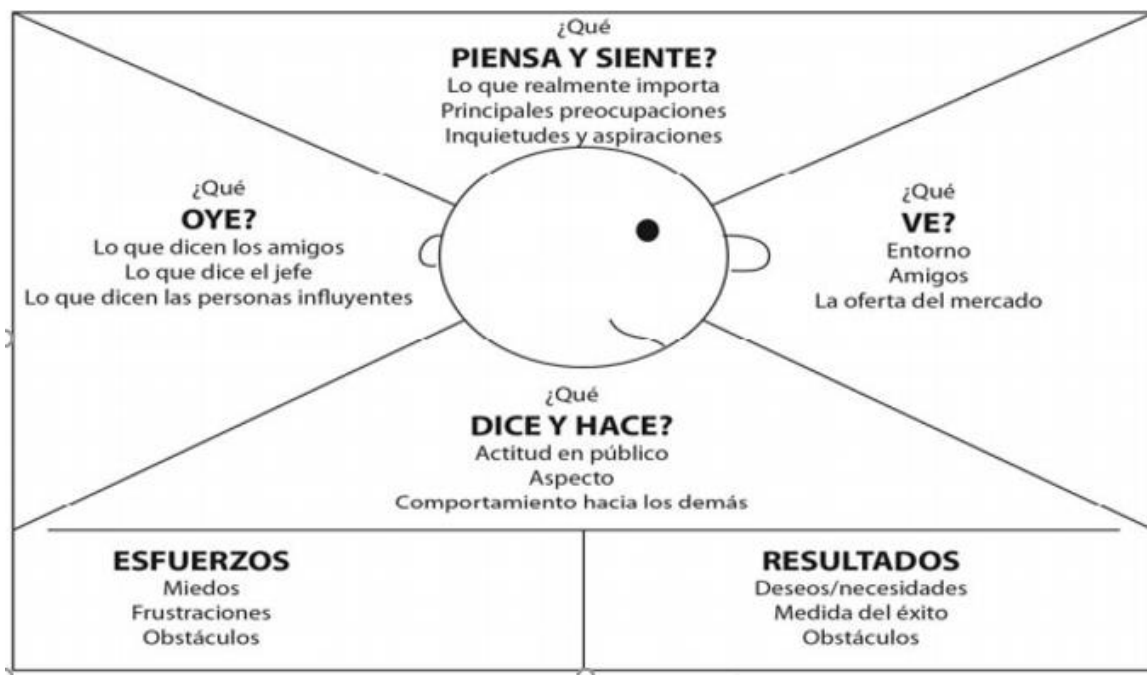 ¿Qué
PIENSA Y SIENTE?
Lo que realmente importa
Principales preocupaciones
Inquietudes y aspiraciones
¿Qué
OYE?
Lo que dicen los amigos
Lo que dice el jefe
Lo que dicen las personas influyentes
¿Qué
VE?
Entorno
Amigos
La oferta del mercado
¿Qué
DICE Y HACE?
Actitud en público
Aspecto
Comportamiento hacia los demás
ESFUERZOS
Miedos
Frustraciones
Obstáculos
RESULTADOS
Deseos/necesidades
Medida del éxito
Obstáculos